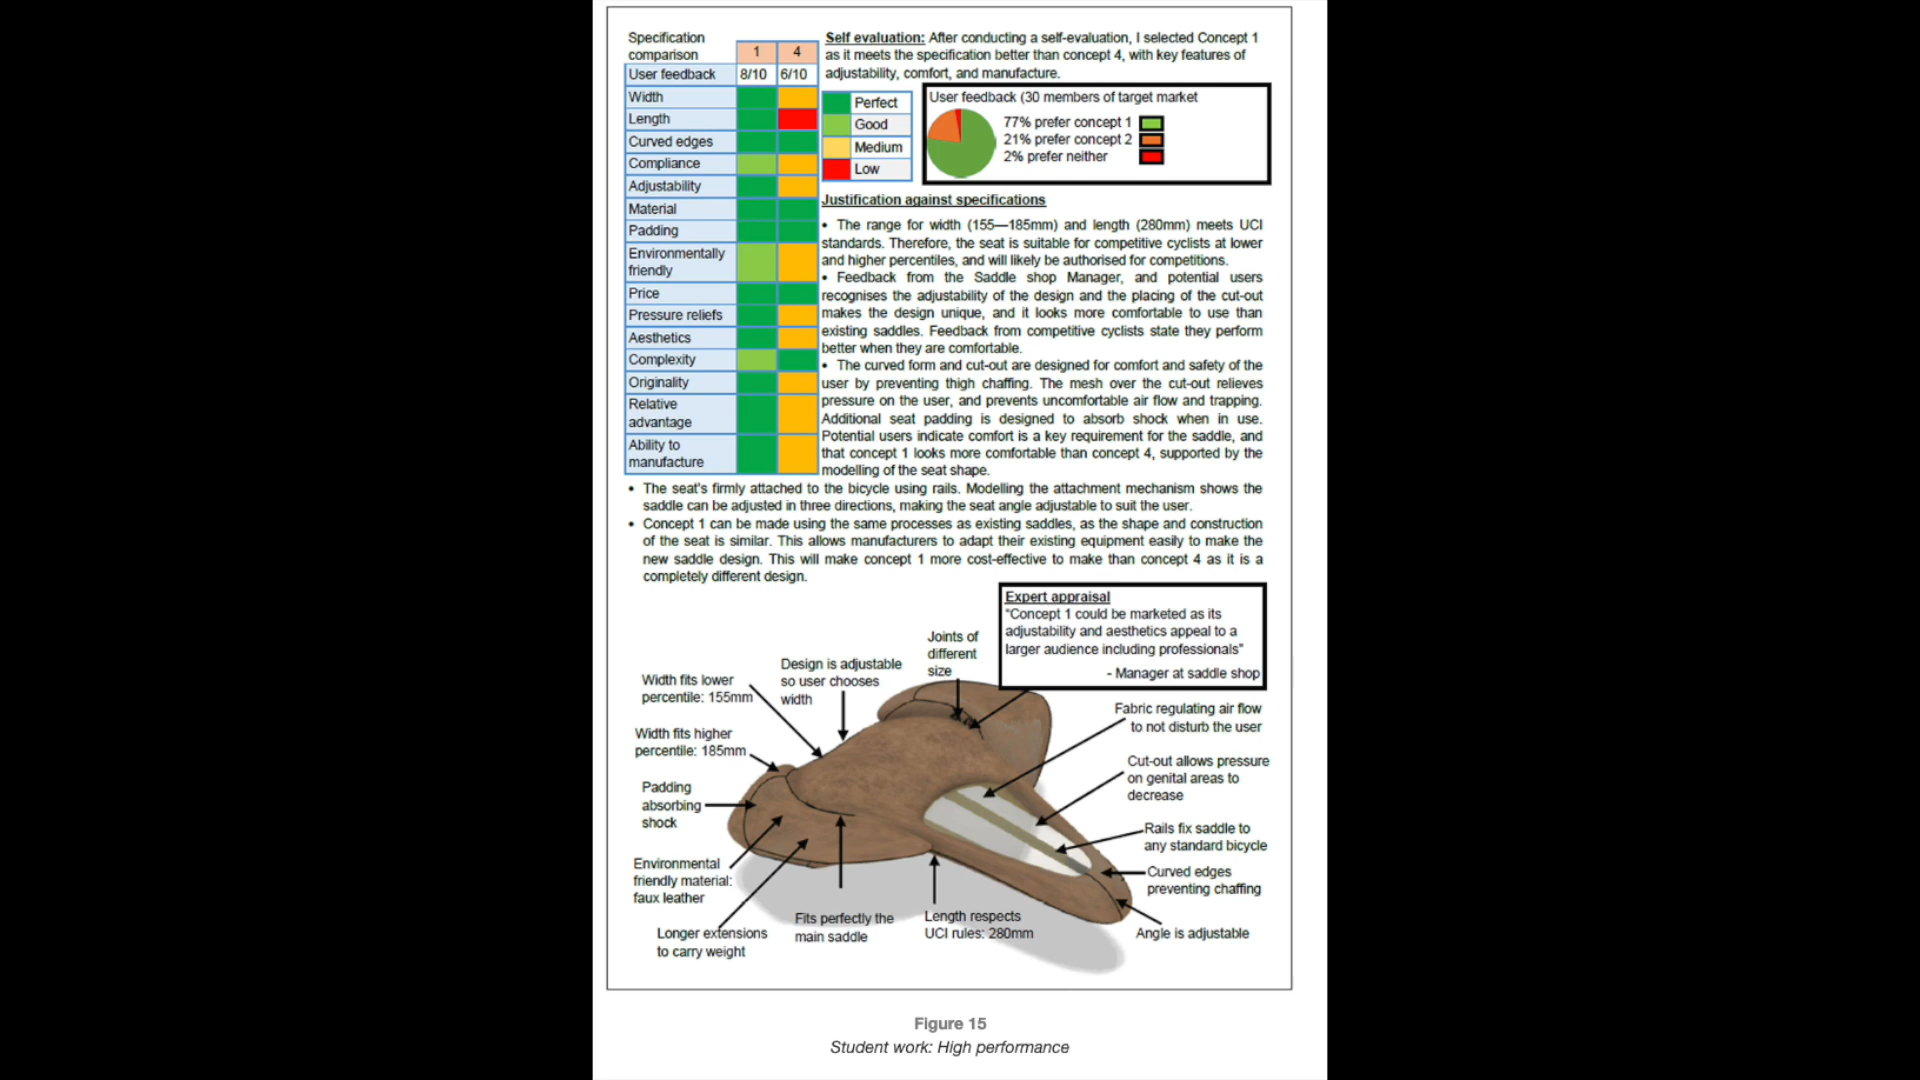 Specification
comparison
1
4
User feedback
8/10
6/10
Width
Length
Curved edges
Compliance
Adjustability
Material
Padding
Environmentally
friendly
Price
Pressure reliefs
Aesthetics
Complexity
Originality
Relative
advantage
Ability to
manufacture
Self evaluation: After conducting a self-evaluation, I selected Concept 1
as it meets the specification better than concept 4, with key features of
adjustability, comfort, and manufacture.
Perfect
Good
Medium
Low
User feedback (30 members of target market
77% prefer concept 1
21% prefer concept 2
2% prefer neither
Justification against specifications
• The range for width (155—185mm) and length (280mm) meets UCI
standards. Therefore, the seat is suitable for competitive cyclists at lower
and higher percentiles, and will likely be authorised for competitions.
• Feedback from the Saddle shop Manager, and potential users
recognises the adjustability of the design and the placing of the cut-out
makes the design unique, and it looks more comfortable to use than
existing saddles. Feedback from competitive cyclists state they perform
better when they are comfortable.
• The curved form and cut-out are designed for comfort and safety of the
user by preventing thigh chaffing. The mesh over the cut-out relieves
pressure on the user, and prevents uncomfortable air flow and trapping.
Additional seat padding is designed to absorb shock when in use.
Potential users indicate comfort is a key requirement for the saddle, and
that concept 1 looks more comfortable than concept 4, supported by the
modelling of the seat shape.
• The seat's firmly attached to the bicycle using rails. Modelling the attachment mechanism shows the
saddle can be adjusted in three directions, making the seat angle adjustable to suit the user.
• Concept 1 can be made using the same processes as existing saddles, as the shape and construction
of the seat is similar. This allows manufacturers to adapt their existing equipment easily to make the
new saddle design. This will make concept 1 more cost-effective to make than concept 4 as it is a
completely different design.
Expert appraisal
"Concept 1 could be marketed as its
adjustability and aesthetics appeal to a
larger audience including professionals"
- Manager at saddle shop
Joints of
different
size
Design is adjustable
so user chooses
width
Width fits lower
percentile: 155mm
Width fits higher
percentile: 185mm
Padding
absorbing
shock
Environmental
friendly material:
faux leather
Longer extensions
to carry weight
Fits perfectly the
main saddle
Length respects
UCI rules: 280mm
Fabric regulating air flow
to not disturb the user
Cut-out allows pressure
on genital areas to
decrease
Rails fix saddle to
any standard bicycle
Curved edges
preventing chaffing
Angle is adjustable
Figure 15
Student work: High performance